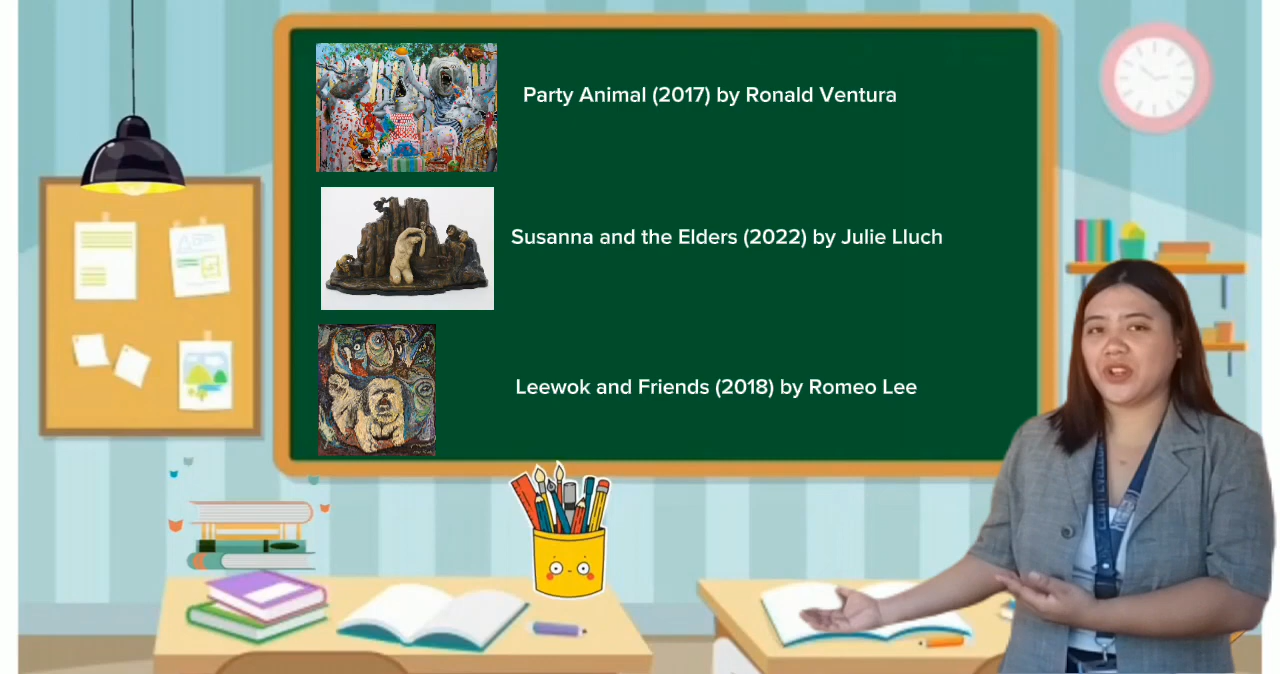 Party Animal (2017) by Ronald Ventura
Susanna and the Elders (2022) by Julie Lluch
Leewok and Friends (2018) by Romeo Lee